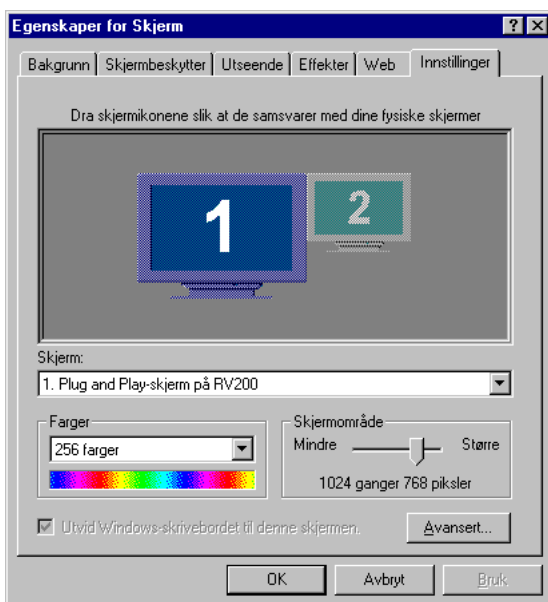 Egenskaper for Skjerm
Bakgrunn Skjermbeskytter Utseende Effekter Web Innstillinger
Dra skjermikonene slik at de samsvarer med dine fysiske skjermer
1 2
Skjerm:
1. Plug and Play-skjerm på RV200
Farger
256 farger
Skjermområde
Mindre Større
1024 ganger 768 piksler
Utvid Windows-skrivebordet til denne skjermen.
Avansert...
OK Avbryt Bruk